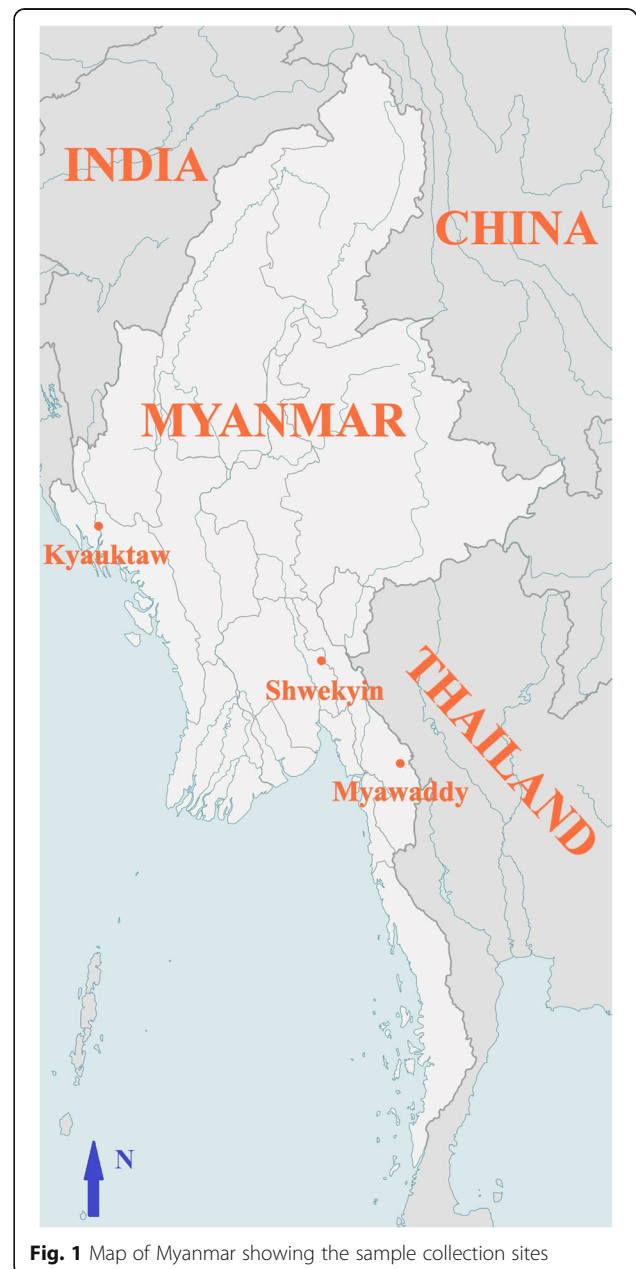 INDIA
CHINA
MYANMAR
Kyauktaw
Shwekyin
THAILAND
Myawaddy
N
Fig. 1 Map of Myanmar showing the sample collection sites